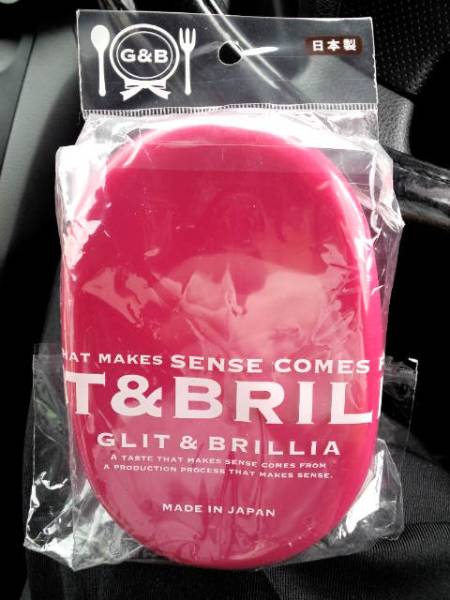 G&B
日本製
HAT MAKES SENSE COMES
T&BRIL
GLIT & BRILLIA
A TASTE THAT MAKES SENSE COMES FROM
A PRODUCTION PROCESS THAT MAKES SENSE.
MADE IN JAPAN